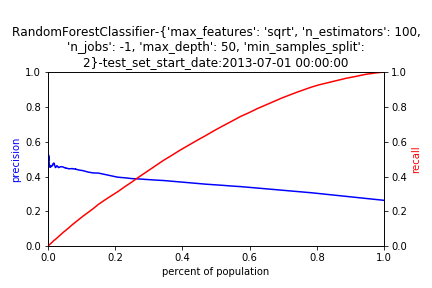 RandomForestClassifier-{'max_features': 'sqrt', 'n_estimators': 100,
'n_jobs': -1, 'max_depth': 50, 'min_samples_split':
2}-test_set_start_date:2013-07-01 00:00:00
1.0
0.8
0.6
0.4
0.2
0.0
precision
1.0
0.8
0.6
0.4
0.2
0.0
recall
0.0 0.2 0.4 0.6 0.8 1.0
percent of population